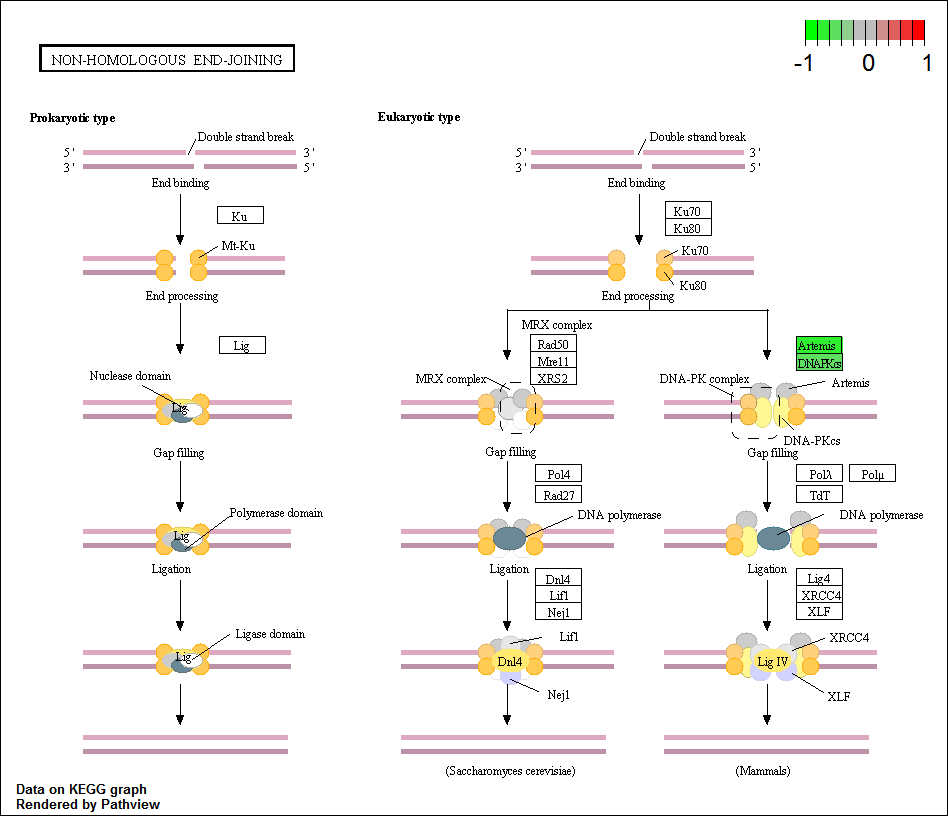 -1 0 1
NON-HOMOLOGOUS END-JOINING
Prokaryotic type
Double strand break
5' 3'
3' 5'
End binding
Ku
Mt-Ku
End processing
Lig
Nuclease domain
Lig
Gap filling
Polymerase domain
Lig
Ligation
Ligase domain
Lig
Eukaryotic type
Double strand break
5' 3'
3' 5'
End binding
Ku70
Ku80
Ku70
Ku80
End processing
MRX complex
Rad50
Mre11
XRS2
MRX complex
Gap filling
Pol4
Rad27
DNA polymerase
Ligation
Dnl4
Lif1
Nej1
Lif1
Dnl4
Nej1
(Saccharomyces cerevisiae)
Artemis
DNAPKcs
DNA-PK complex
Artemis
DNA-PKcs
Gap filling
Polλ Polμ
TdT
DNA polymerase
Ligation
Lig4
XRCC4
XLF
XRCC4
Lig IV
XLF
(Mammals)
Data on KEGG graph
Rendered by Pathview